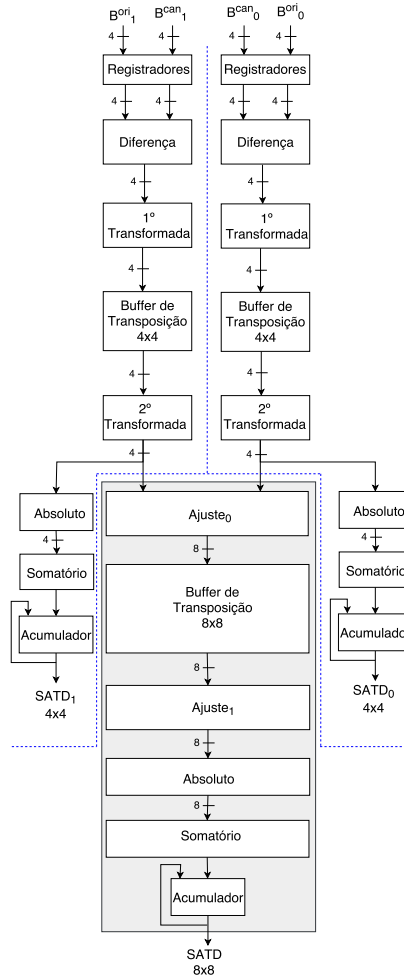 B^ori_1 B^can_1 B^can_0 B^ori_0
4 4 4 4
Registradores Registradores
4 4 4 4
Diferença Diferença
4 4
1º 1º
Transformada Transformada
4 4
Buffer de Buffer de
Transposição Transposição
4x4 4x4
4 4
2º 2º
Transformada Transformada
4 4
Absoluto Ajuste_0 Absoluto
4 8 4
Somatório Buffer de Somatório
Transposição
8x8
Acumulador Acumulador
8
SATD_1 SATD_0
4x4 4x4
Ajuste_1
8
Absoluto
8
Somatório
Acumulador
SATD
8x8